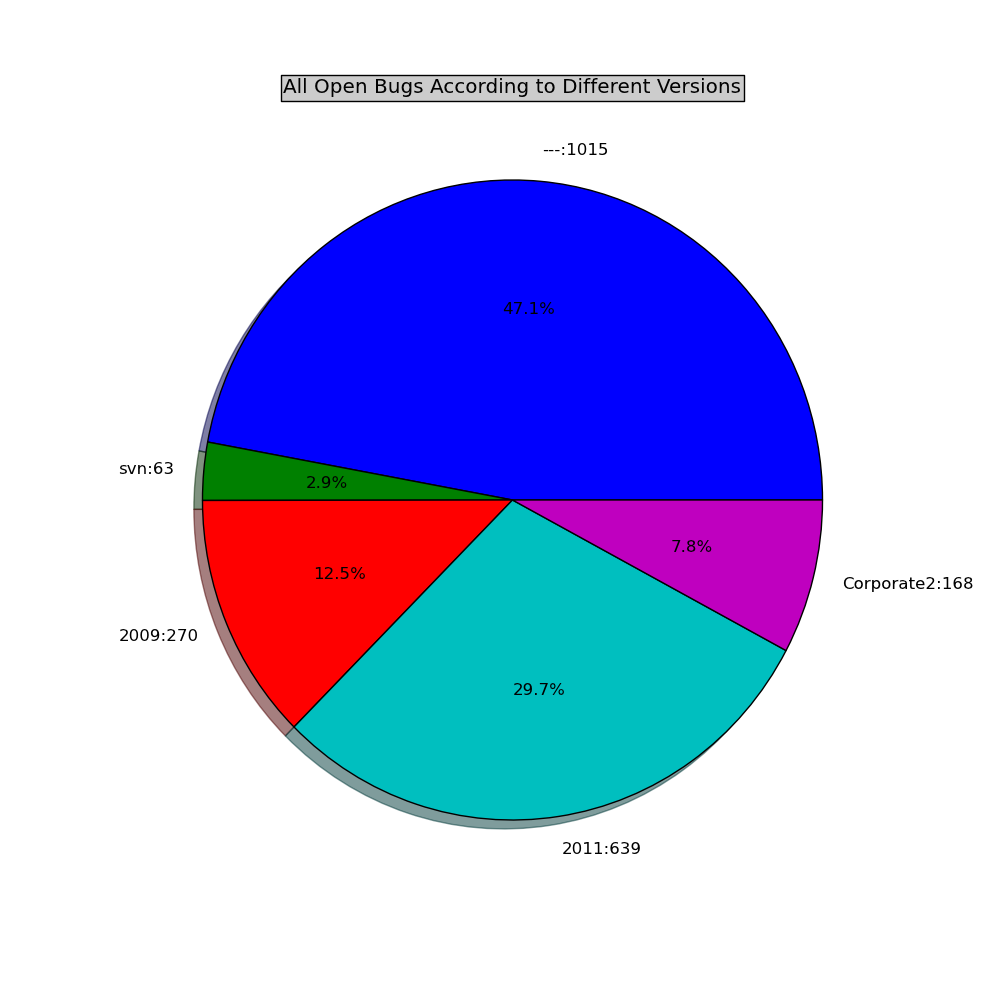 All Open Bugs According to Different Versions
---:1015
47.1%
svn:63
2.9%
7.8%
12.5%
Corporate2:168
2009:270
29.7%
2011:639